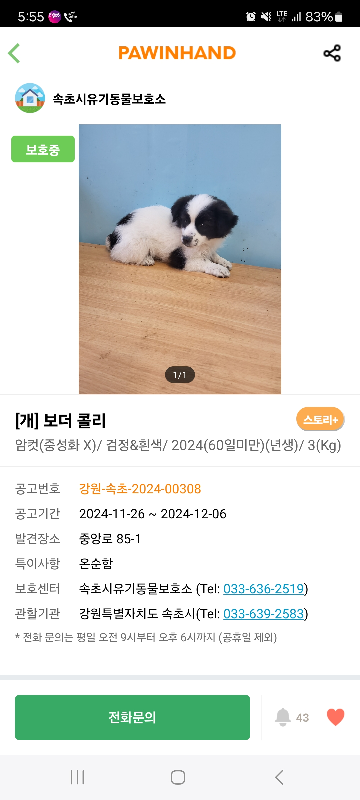 5:55 LTE 83%
PAWINHAND
속초시유기동물보호소
보호중
1/1
[개] 보더 콜리
스토리+
암컷(중성화 X)/ 검정&흰색/ 2024(60일미만)(년생)/ 3(Kg)
공고번호 강원-속초-2024-00308
공고기간 2024-11-26 ~ 2024-12-06
발견장소 중앙로 85-1
특이사항 온순함
보호센터 속초시유기동물보호소 (Tel: 033-636-2519)
관할기관 강원특별자치도 속초시(Tel: 033-639-2583)
* 전화 문의는 평일 오전 9시부터 오후 6시까지 (공휴일 제외)
전화문의
43